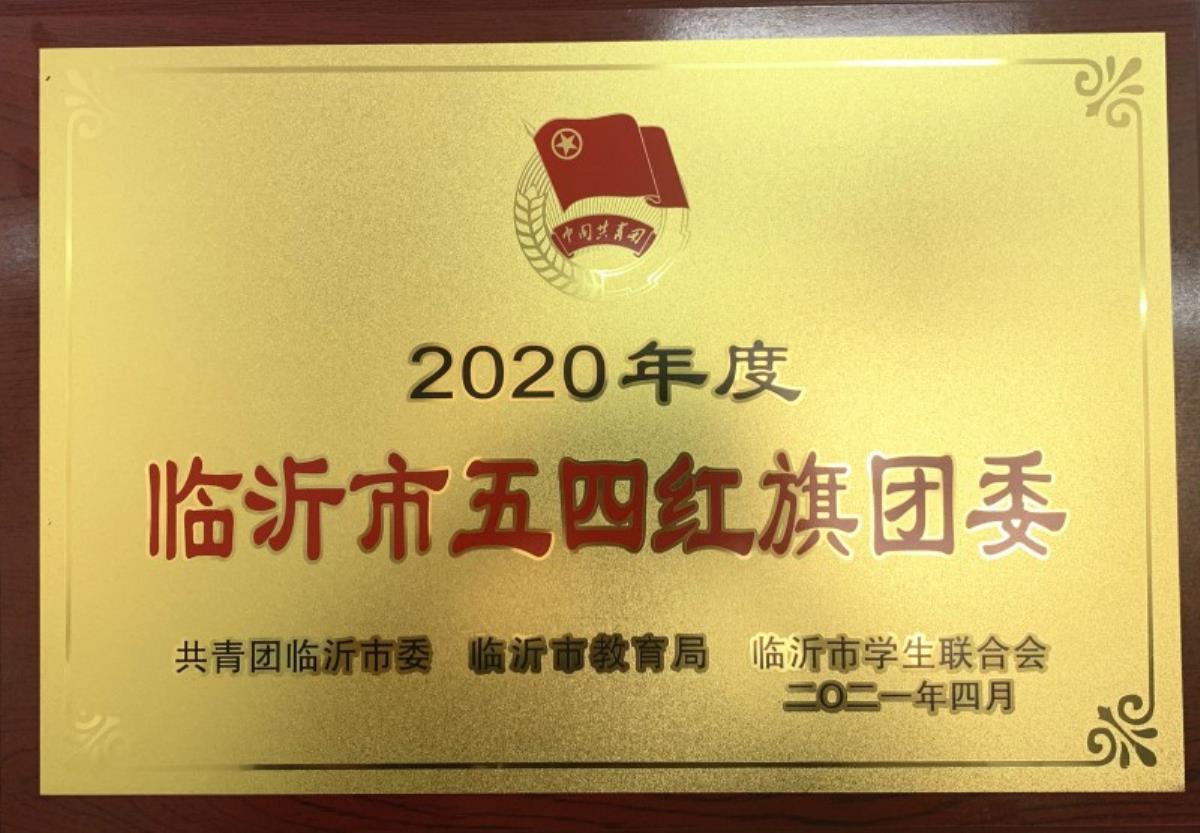 中国共青团
2020年度
临沂市五四红旗团委
共青团临沂市委 临沂市教育局 临沂市学生联合会
二〇二一年四月